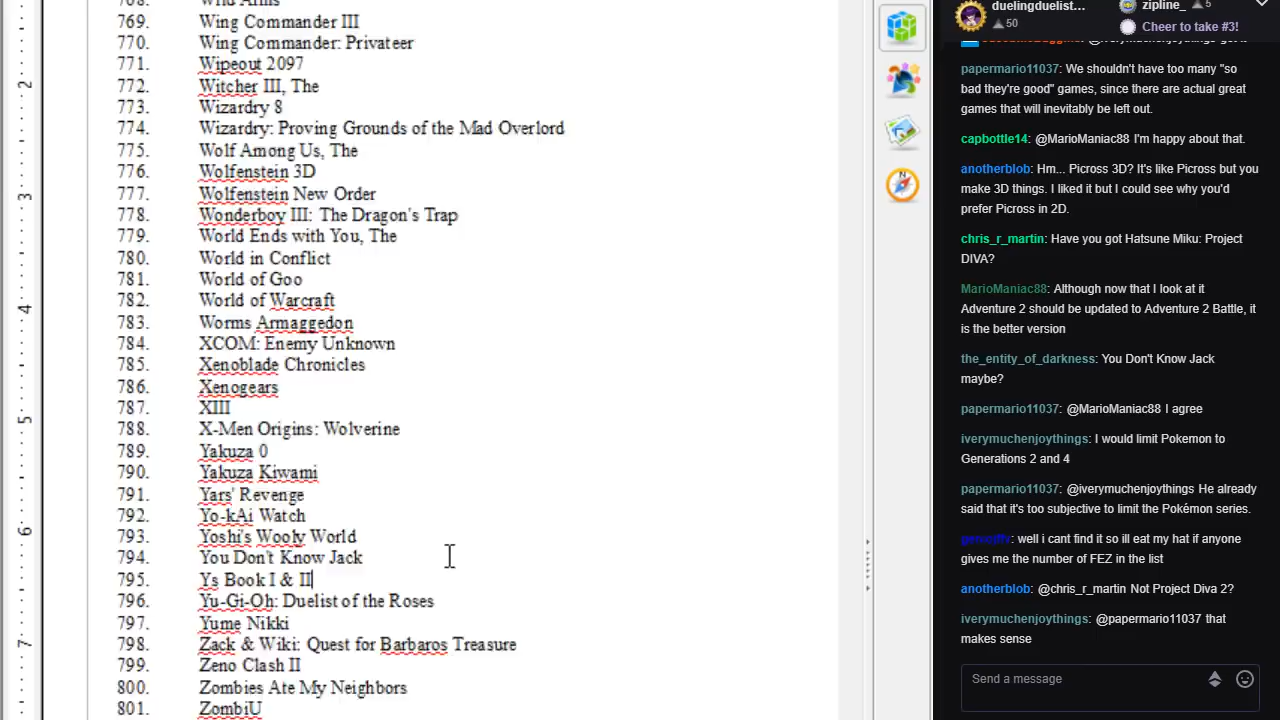 768. Wild Arms
769. Wing Commander III
770. Wing Commander: Privateer
771. Wipeout 2097
772. Witcher III, The
773. Wizardry 8
774. Wizardry: Proving Grounds of the Mad Overlord
775. Wolf Among Us, The
776. Wolfenstein 3D
777. Wolfenstein New Order
778. Wonderboy III: The Dragon's Trap
779. World Ends with You, The
780. World in Conflict
781. World of Goo
782. World of Warcraft
783. Worms Armaggedon
784. XCOM: Enemy Unknown
785. Xenoblade Chronicles
786. Xenogears
787. XIII
788. X-Men Origins: Wolverine
789. Yakuza 0
790. Yakuza Kiwami
791. Yars' Revenge
792. Yo-kAi Watch
793. Yoshi's Wooly World
794. You Don't Know Jack
795. Ys Book I & II
796. Yu-Gi-Oh: Duelist of the Roses
797. Yume Nikki
798. Zack & Wiki: Quest for Barbaros Treasure
799. Zeno Clash II
800. Zombies Ate My Neighbors
801. ZombiU
2
3
4
5
6
7
duelingduelist...
50
zipline_ 5
Cheer to take #3!
papermario11037: We shouldn't have too many "so
bad they're good" games, since there are actual great
games that will inevitably be left out.
capbottle14: @MarioManiac88 I'm happy about that.
anotherblob: Hm... Picross 3D? It's like Picross but you
make 3D things. I liked it but I could see why you'd
prefer Picross in 2D.
chris_r_martin: Have you got Hatsune Miku: Project
DIVA?
MarioManiac88: Although now that I look at it
Adventure 2 should be updated to Adventure 2 Battle, it
is the better version
the_entity_of_darkness: You Don't Know Jack
maybe?
papermario11037: @MarioManiac88 I agree
iverymuchenjoythings: I would limit Pokemon to
Generations 2 and 4
papermario11037: @iverymuchenjoythings He already
said that it's too subjective to limit the Pokémon series.
: well i cant find it so ill eat my hat if anyone
gives me the number of FEZ in the list
anotherblob: @chris_r_martin Not Project Diva 2?
iverymuchenjoythings: @papermario11037 that
makes sense
Send a message